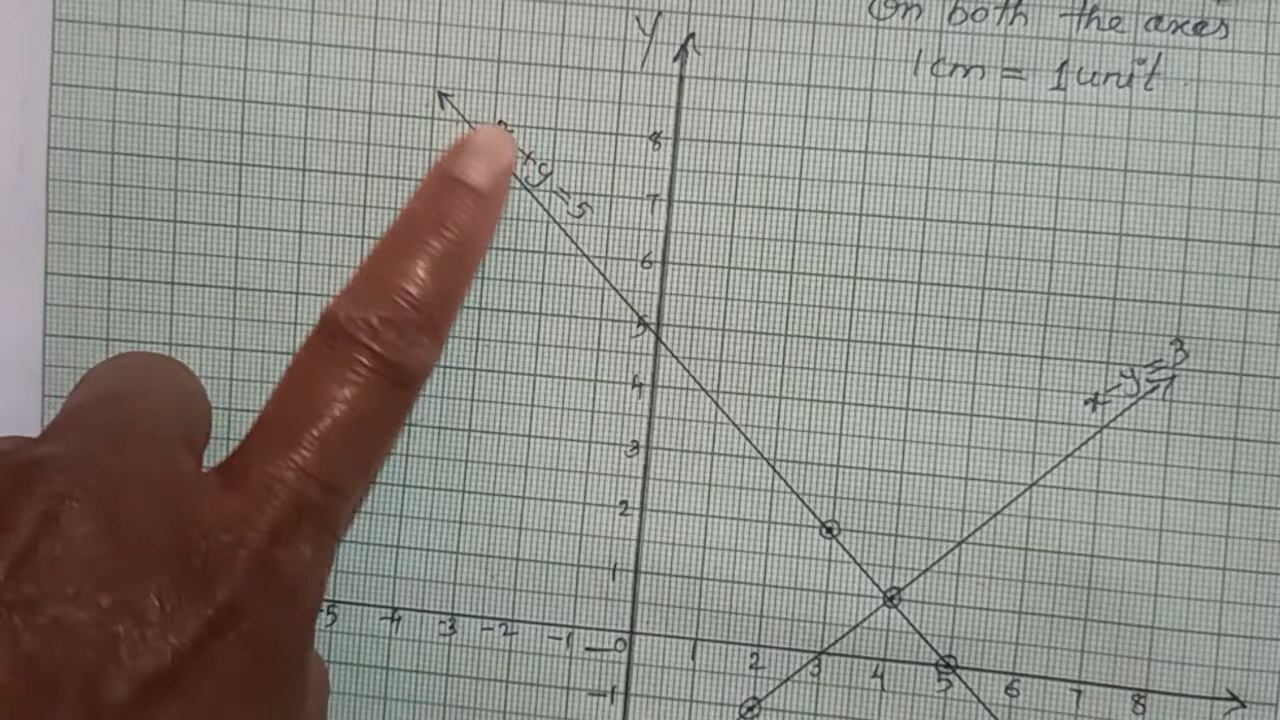 On both the axes
1cm = 1unit
Y
8
+y=5
7
6
5
4
3
2
1
x-y=3
-5 -4 -3 -2 -1 0 1 2 3 4 5 6 7 8
-1